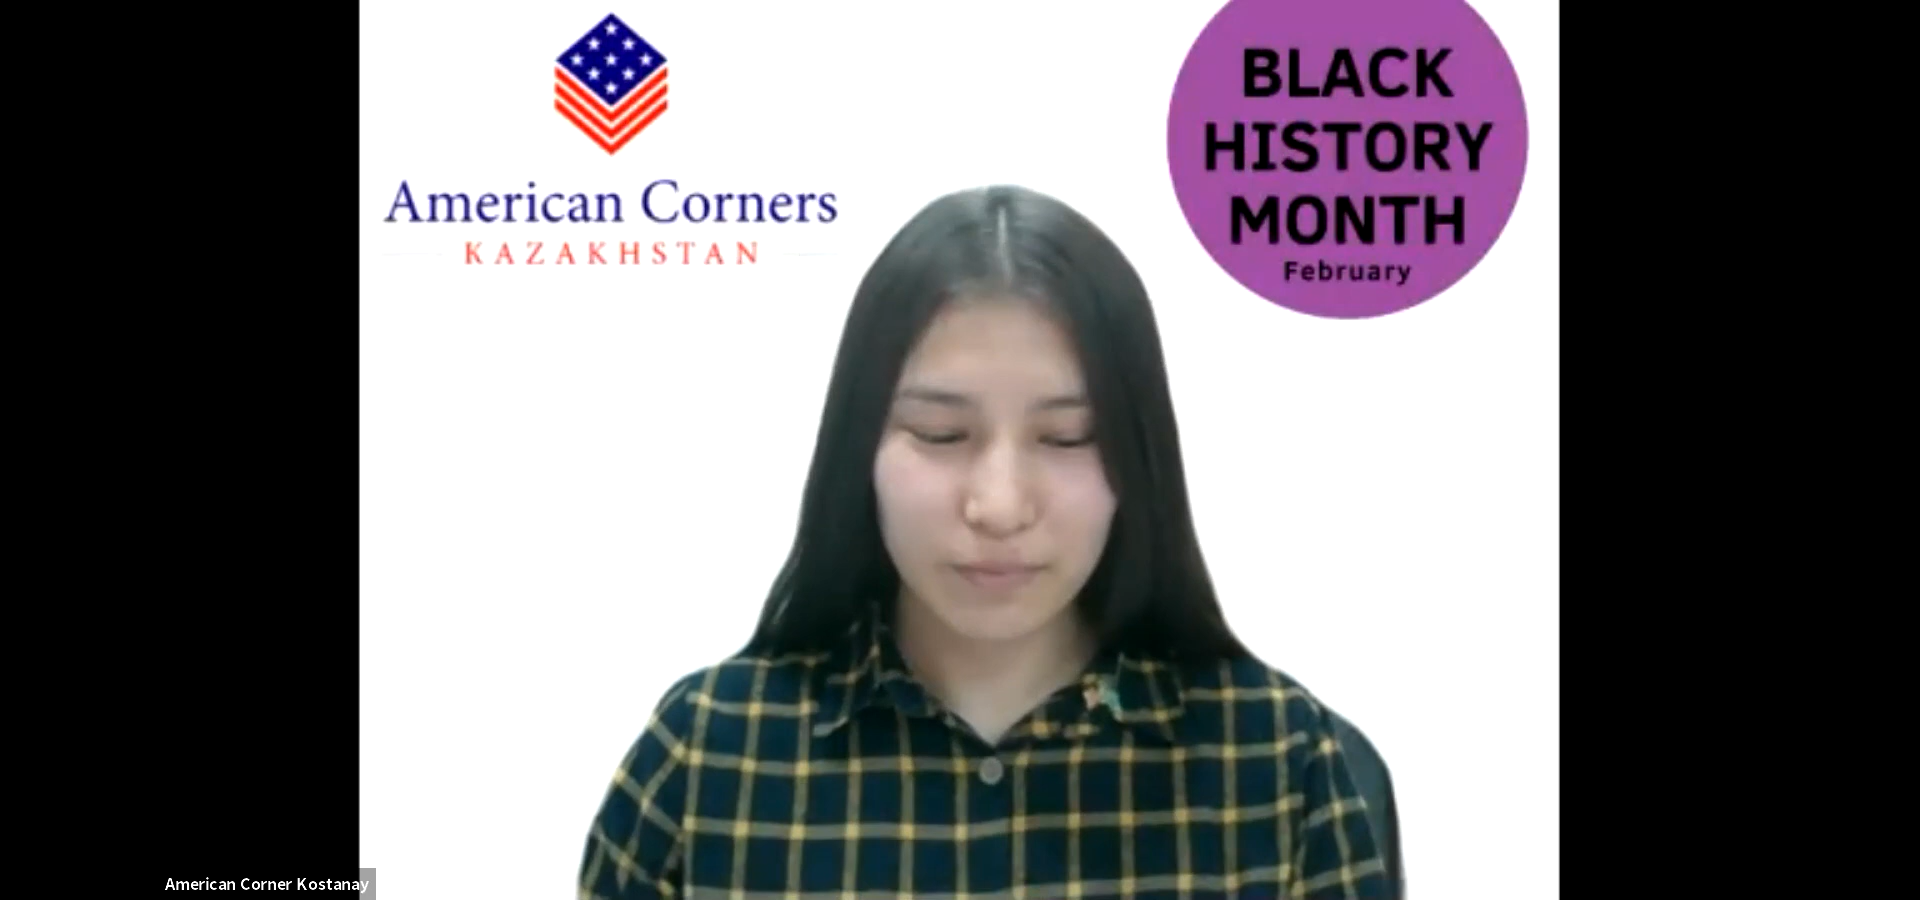 American Corners
KAZAKHSTAN
BLACK
HISTORY
MONTH
February
American Corner Kostanay